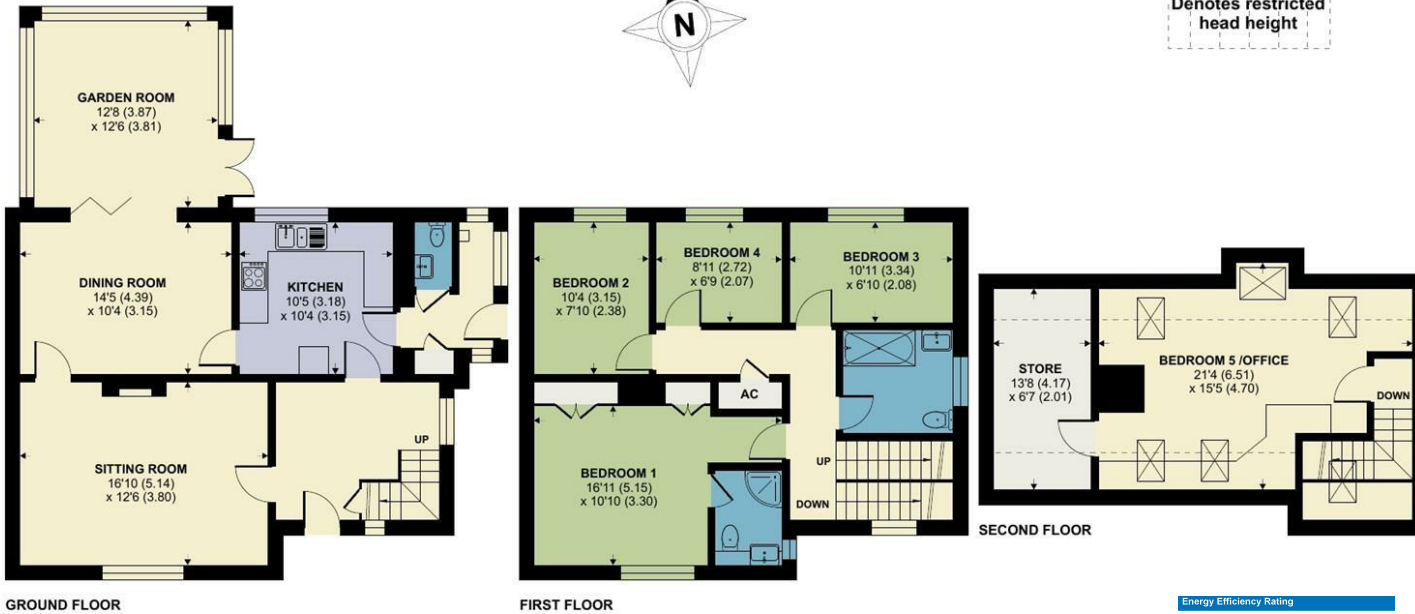 N
Denotes restricted
head height
GARDEN ROOM
12'8 (3.87)
x 12'6 (3.81)
DINING ROOM
14'5 (4.39)
x 10'4 (3.15)
KITCHEN
10'5 (3.18)
x 10'4 (3.15)
SITTING ROOM
16'10 (5.14)
x 12'6 (3.80)
UP
GROUND FLOOR
BEDROOM 2
10'4 (3.15)
x 7'10 (2.38)
BEDROOM 4
8'11 (2.72)
x 6'9 (2.07)
BEDROOM 3
10'11 (3.34)
x 6'10 (2.08)
AC
BEDROOM 1
16'11 (5.15)
x 10'10 (3.30)
UP
DOWN
FIRST FLOOR
STORE
13'8 (4.17)
x 6'7 (2.01)
BEDROOM 5 /OFFICE
21'4 (6.51)
x 15'5 (4.70)
DOWN
SECOND FLOOR
Energy Efficiency Rating